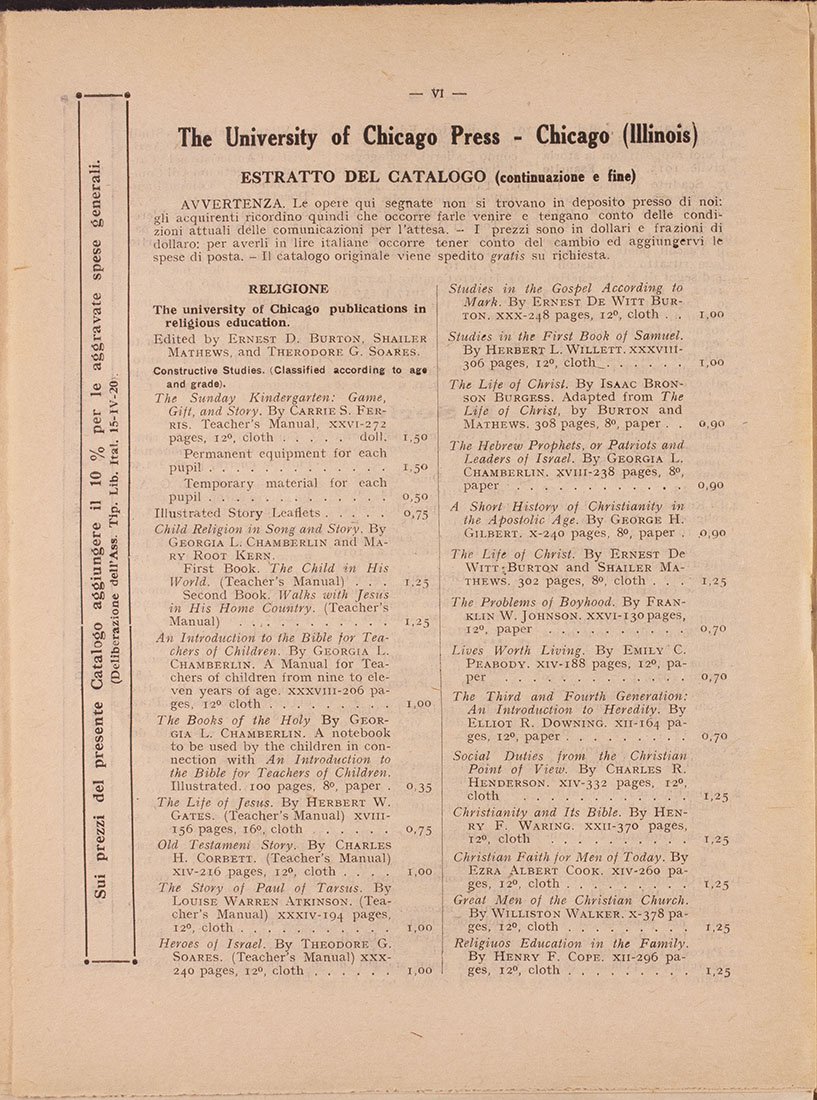 — VI —
The University of Chicago Press - Chicago (Illinois)
ESTRATTO DEL CATALOGO (continuazione e fine)
AVVERTENZA. Le opere qui segnate non si trovano in deposito presso di noi:
gli acquirenti ricordino quindi che occorre farle venire e tengano conto delle condi-
zioni attuali delle comunicazioni per l'attesa. – I prezzi sono in dollari e frazioni di
dollaro: per averli in lire italiane occorre tener conto del cambio ed aggiungervi le
spese di posta. – Il catalogo originale viene spedito gratis su richiesta.
RELIGIONE
The university of Chicago publications in
religious education.
Edited by ERNEST D. BURTON, SHAILER
MATHEWS, and THERODORE G. SOARES.
Constructive Studies. (Classified according to age
and grade).
The Sunday Kindergarten: Game,
Gift, and Story. By CARRIE S. FER-
RIS. Teacher's Manual, XXVI-272
pages, 12º, cloth . . . . . doll. 1,50
Permanent equipment for each
pupil . . . . . . . . . . . . . 1,50
Temporary material for each
pupil . . . . . . . . . . . . . 0,50
Illustrated Story Leaflets . . . . . 0,75
Child Religion in Song and Story. By
GEORGIA L. CHAMBERLIN and MA-
RY ROOT KERN.
First Book. The Child in His
World. (Teacher's Manual) . . . 1,25
Second Book. Walks with Jesus
in His Home Country. (Teacher's
Manual) . . . . . . . . . . . 1,25
An Introduction to the Bible for Tea-
chers of Children. By GEORGIA L.
CHAMBERLIN. A Manual for Tea-
chers of children from nine to ele-
ven years of age. XXXVIII-206 pa-
ges, 12º cloth . . . . . . . . . 1,00
The Books of the Holy By GEOR-
GIA L. CHAMBERLIN. A notebook
to be used by the children in con-
nection with An Introduction to
the Bible for Teachers of Children.
Illustrated. 100 pages, 8º, paper . 0,35
The Life of Jesus. By HERBERT W.
GATES. (Teacher's Manual) XVIII-
156 pages, 16º, cloth . . . . . . 0,75
Old Testament Story. By CHARLES
H. CORBETT. (Teacher's Manual)
XIV-216 pages, 12º, cloth . . . . 1,00
The Story of Paul of Tarsus. By
LOUISE WARREN ATKINSON. (Tea-
cher's Manual) XXXIV-194 pages,
12º, cloth . . . . . . . . . . . 1,00
Heroes of Israel. By THEODORE G.
SOARES. (Teacher's Manual) XXX-
240 pages, 12º, cloth . . . . . . 1,00
Studies in the Gospel According to
Mark. By ERNEST DE WITT BUR-
TON. XXX-248 pages, 12º, cloth . . 1,00
Studies in the First Book of Samuel.
By HERBERT L. WILLETT. XXXVIII-
306 pages, 12º, cloth . . . . . . 1,00
The Life of Christ. By ISAAC BRON-
SON BURGESS. Adapted from The
Life of Christ, by BURTON and
MATHEWS. 308 pages, 8º, paper . . 0,90
The Hebrew Prophets, or Patriots and
Leaders of Israel. By GEORGIA L.
CHAMBERLIN. XVIII-238 pages, 8º,
paper . . . . . . . . . . . . . 0,90
A Short History of Christianity in
the Apostolic Age. By GEORGE H.
GILBERT. X-240 pages, 8º, paper . 0,90
The Life of Christ. By ERNEST DE
WITT BURTON and SHAILER MA-
THEWS. 302 pages, 8º, cloth . . . 1,25
The Problems of Boyhood. By FRAN-
KLIN W. JOHNSON. XXVI-130 pages,
12º, paper . . . . . . . . . . 0,70
Lives Worth Living. By EMILY C.
PEABODY. XIV-188 pages, 12º, pa-
per . . . . . . . . . . . . . 0,70
The Third and Fourth Generation:
An Introduction to Heredity. By
ELLIOT R. DOWNING. XII-164 pa-
ges, 12º, paper . . . . . . . . . 0,70
Social Duties from the Christian
Point of View. By CHARLES R.
HENDERSON. XIV-332 pages, 12º,
cloth . . . . . . . . . . . . 1,25
Christianity and Its Bible. By HEN-
RY F. WARING. XXII-370 pages,
12º, cloth . . . . . . . . . . . 1,25
Christian Faith for Men of Today. By
EZRA ALBERT COOK. XIV-260 pa-
ges, 12º, cloth . . . . . . . . . 1,25
Great Men of the Christian Church.
By WILLISTON WALKER. X-378 pa-
ges, 12º, cloth . . . . . . . . . 1,25
Religiuos Education in the Family.
By HENRY F. COPE. XII-296 pa-
ges, 12º, cloth . . . . . . . . . 1,25
Sui prezzi del presente Catalogo aggiungere il 10 % per le aggravate spese generali.
(Deliberazione dell'Ass. Tip. Lib. Ital. 15-IV-20)